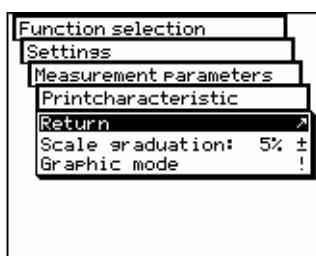 Function selection
Settings
Measurement parameters
Printcharacteristic
Return ↗
Scale graduation: 5% ±
Graphic mode !